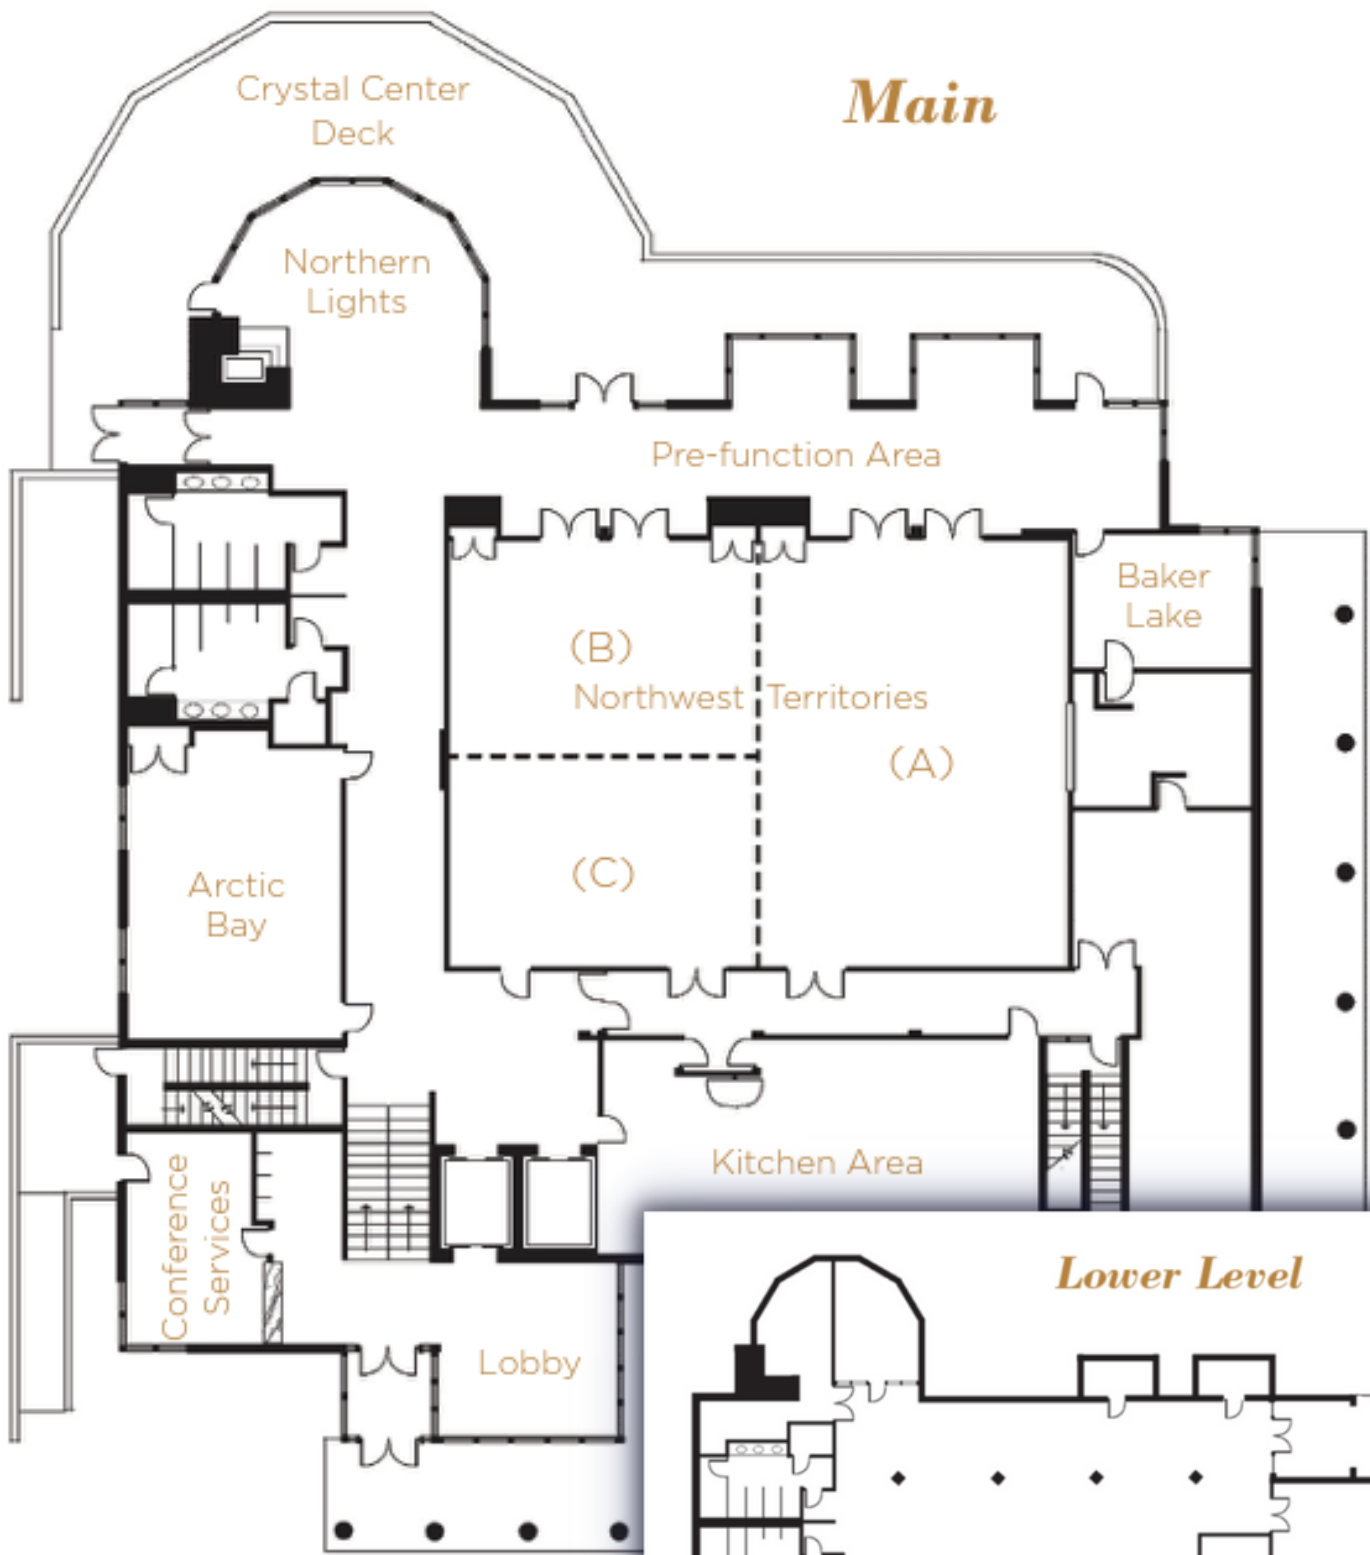 Crystal Center
Deck
Main
Northern
Lights
Pre-function Area
Baker
Lake
(B)
Northwest Territories
(A)
(C)
Arctic
Bay
Kitchen Area
Conference
Services
Lower Level
Lobby